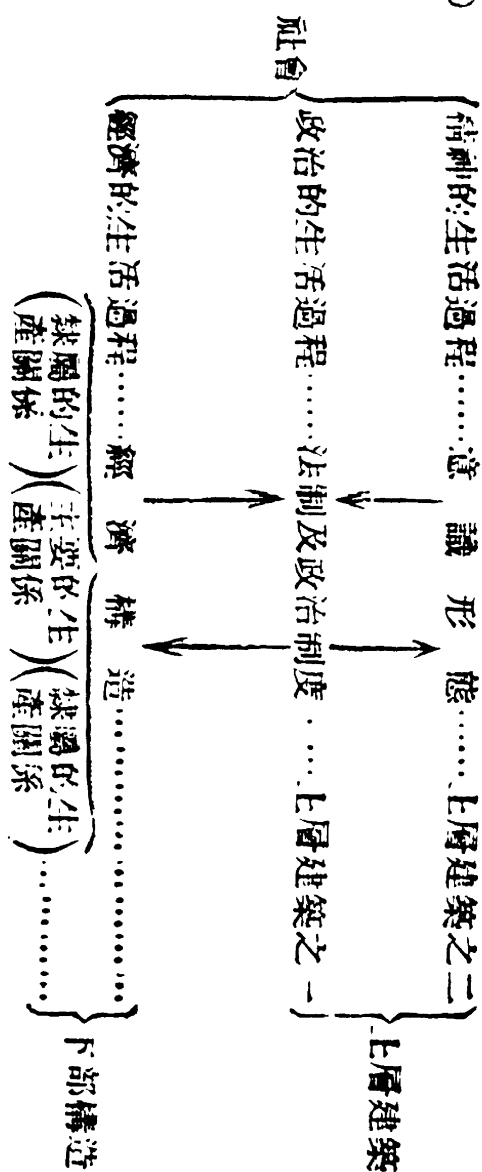 社會
精神的生活過程……意識形態……上層建築之二
政治的生活過程……法制及政治制度……上層建築之一
上層建築
經濟的生活過程……經濟構造……………
(隸屬的生產關係)(主要的生產關係)(隸屬的生產關係)………
下部構造